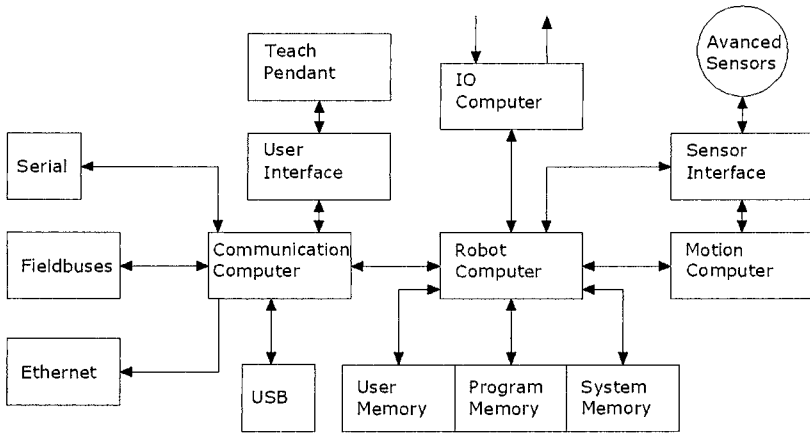 Teach
Pendant
IO
Computer
Avanced
Sensors
Serial
User
Interface
Sensor
Interface
Fieldbuses
Communication
Computer
Robot
Computer
Motion
Computer
Ethernet
USB
User
Memory
Program
Memory
System
Memory